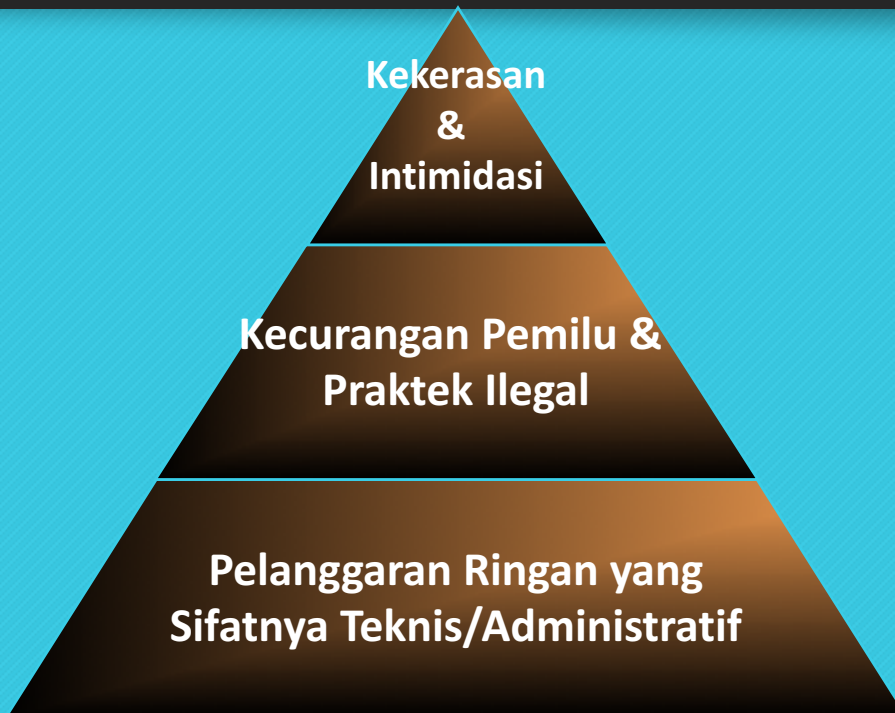 Kekerasan
&
Intimidasi
Kecurangan Pemilu &
Praktek Ilegal
Pelanggaran Ringan yang
Sifatnya Teknis/Administratif